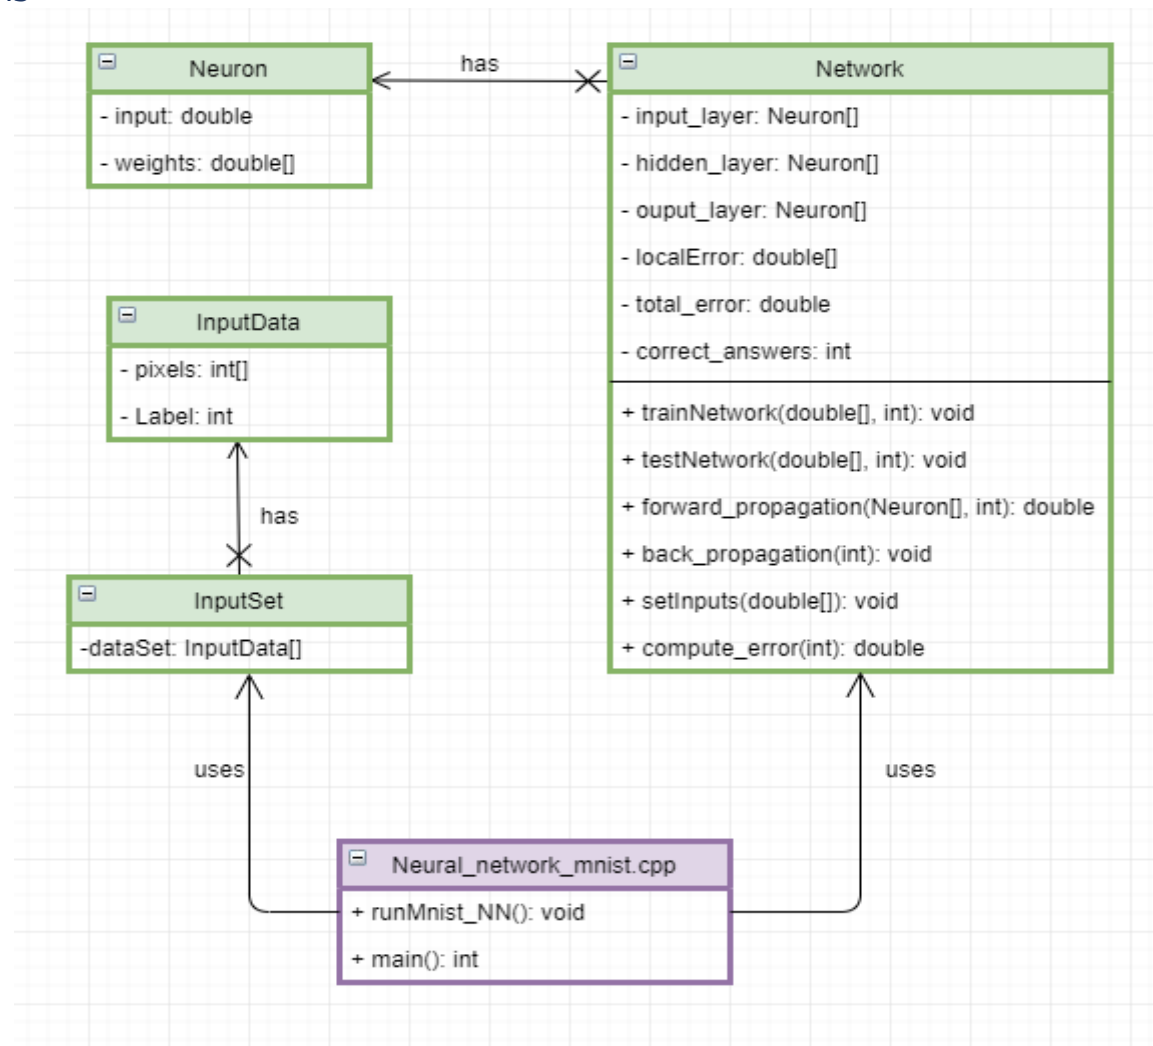 Neuron
- input: double
- weights: double[]
has
Network
- input_layer: Neuron[]
- hidden_layer: Neuron[]
- ouput_layer: Neuron[]
- localError: double[]
- total_error: double
- correct_answers: int
+ trainNetwork(double[], int): void
+ testNetwork(double[], int): void
+ forward_propagation(Neuron[], int): double
+ back_propagation(int): void
+ setInputs(double[]): void
+ compute_error(int): double
InputData
- pixels: int[]
- Label: int
has
InputSet
-dataSet: InputData[]
uses
uses
Neural_network_mnist.cpp
+ runMnist_NN(): void
+ main(): int